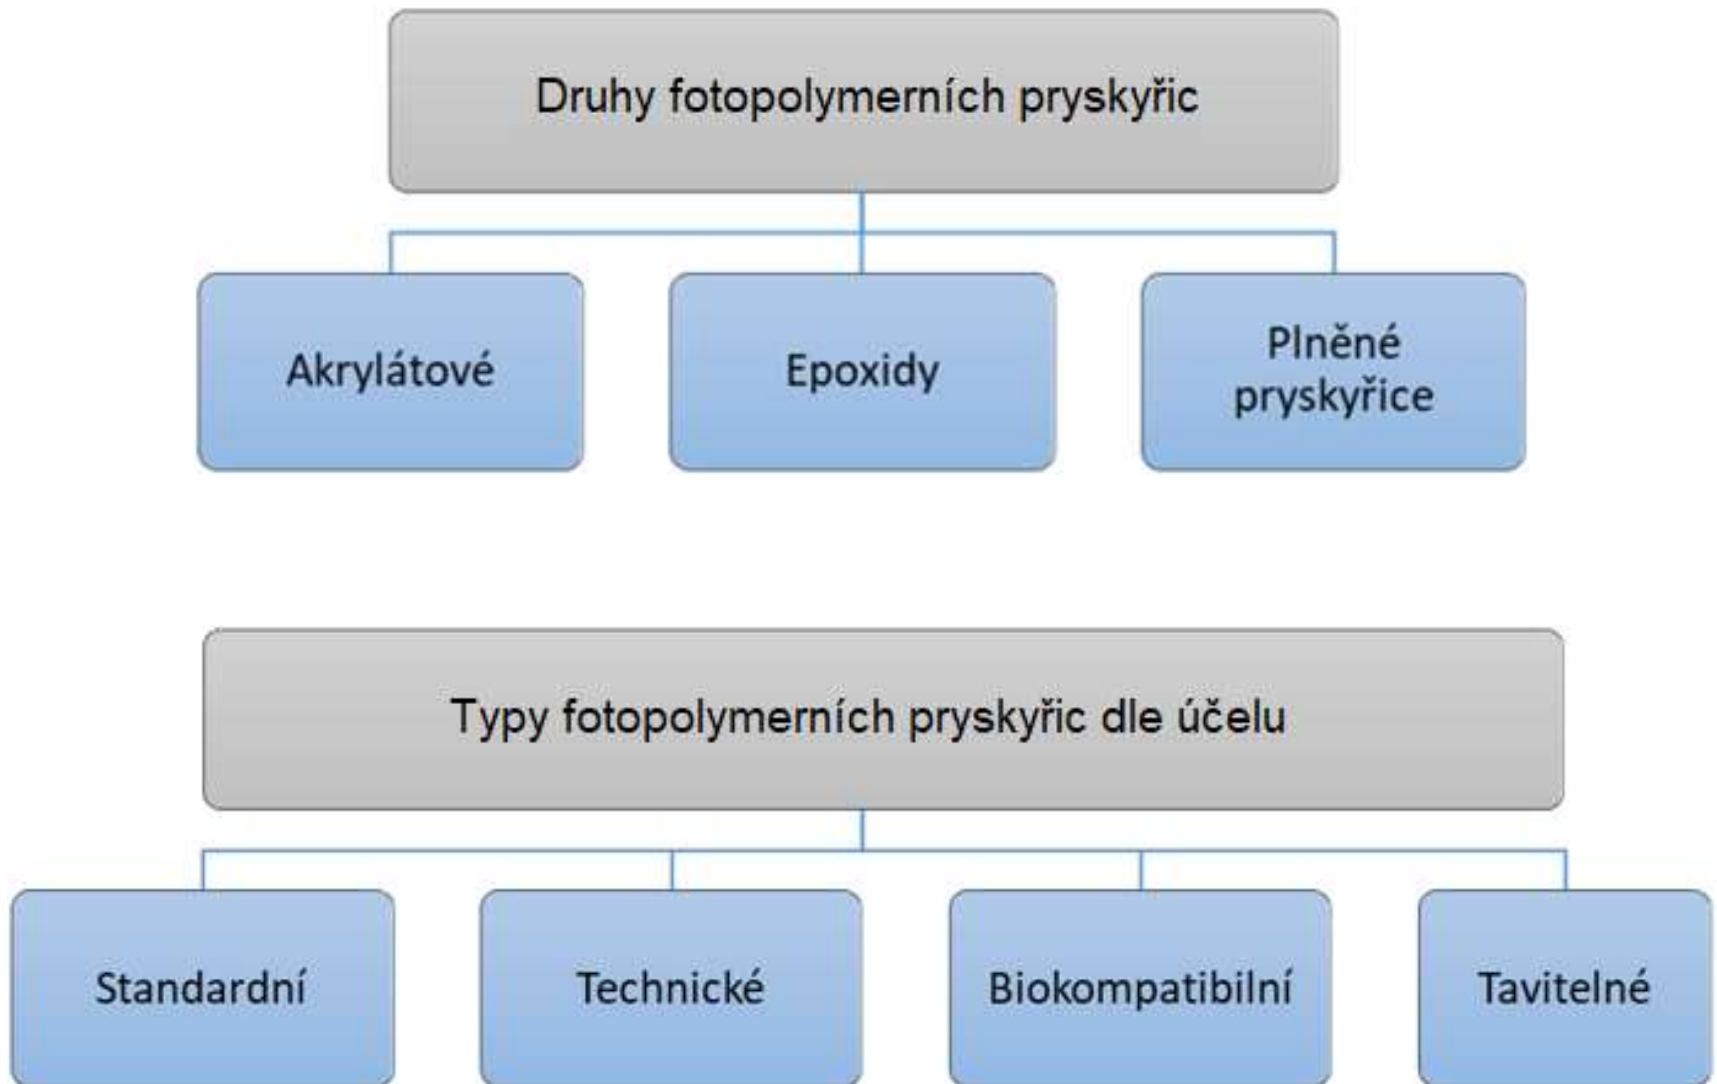 Druhy fotopolymerních pryskyřic
Akrylátové
Epoxidy
Plněné
pryskyřice
Typy fotopolymerních pryskyřic dle účelu
Standardní
Technické
Biokompatibilní
Tavitelné